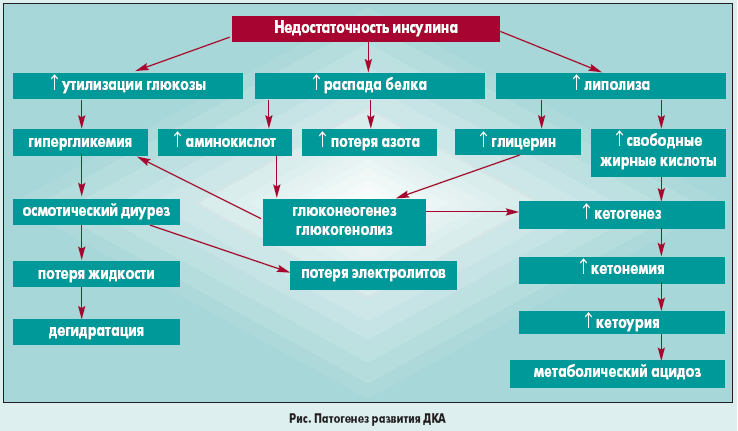 Недостаточность инсулина
↑ утилизации глюкозы
↑ распада белка
↑ липолиза
гипергликемия
↑ аминокислот
↑ потеря азота
↑ глицерин
↑ свободные
жирные кислоты
осмотический диурез
глюконеогенез
глюкогенолиз
↑ кетогенез
потеря жидкости
потеря электролитов
↑ кетонемия
дегидратация
↑ кетоурия
метаболический ацидоз
Рис. Патогенез развития ДКА